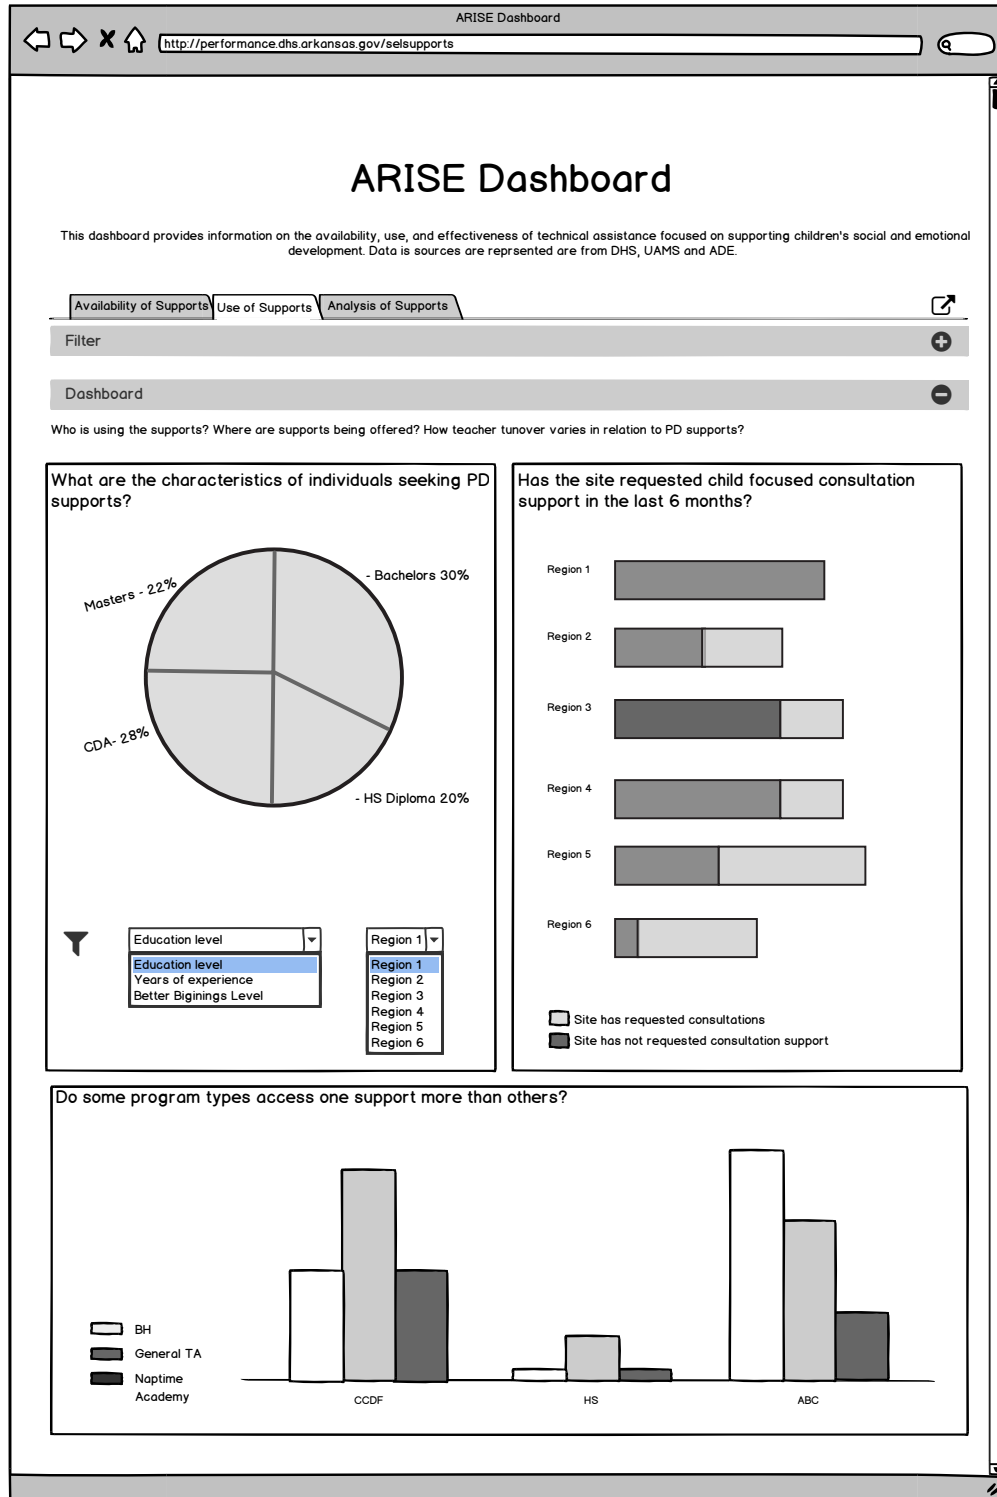 ARISE Dashboard
http://performance.dhs.arkansas.gov/selsupports
ARISE Dashboard
This dashboard provides information on the availability, use, and effectiveness of technical assistance focused on supporting children's social and emotional
development. Data is sources are reprsented are from DHS, UAMS and ADE.
Availability of Supports
Use of Supports
Analysis of Supports
Filter
Dashboard
Who is using the supports? Where are supports being offered? How teacher tunover varies in relation to PD supports?
What are the characteristics of individuals seeking PD
supports?
- Bachelors 30%
Masters - 22%
CDA- 28%
- HS Diploma 20%
Education level
Education level
Years of experience
Better Biginings Level
Region 1
Region 1
Region 2
Region 3
Region 4
Region 5
Region 6
Has the site requested child focused consultation
support in the last 6 months?
Region 1
Region 2
Region 3
Region 4
Region 5
Region 6
Site has requested consultations
Site has not requested consultation support
Do some program types access one support more than others?
BH
General TA
Naptime
Academy
CCDF
HS
ABC